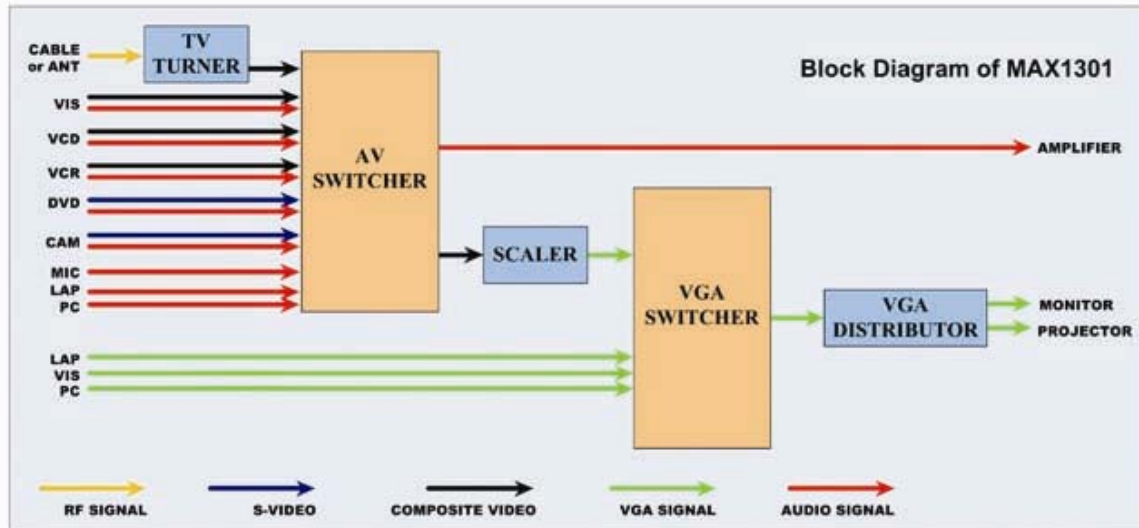 Block Diagram of MAX1301
CABLE
or ANT
TV
TURNER
VIS
VCD
VCR
DVD
CAM
MIC
LAP
PC
AV
SWITCHER
AMPLIFIER
SCALER
VGA
SWITCHER
VGA
DISTRIBUTOR
MONITOR
PROJECTOR
LAP
VIS
PC
RF SIGNAL
S-VIDEO
COMPOSITE VIDEO
VGA SIGNAL
AUDIO SIGNAL